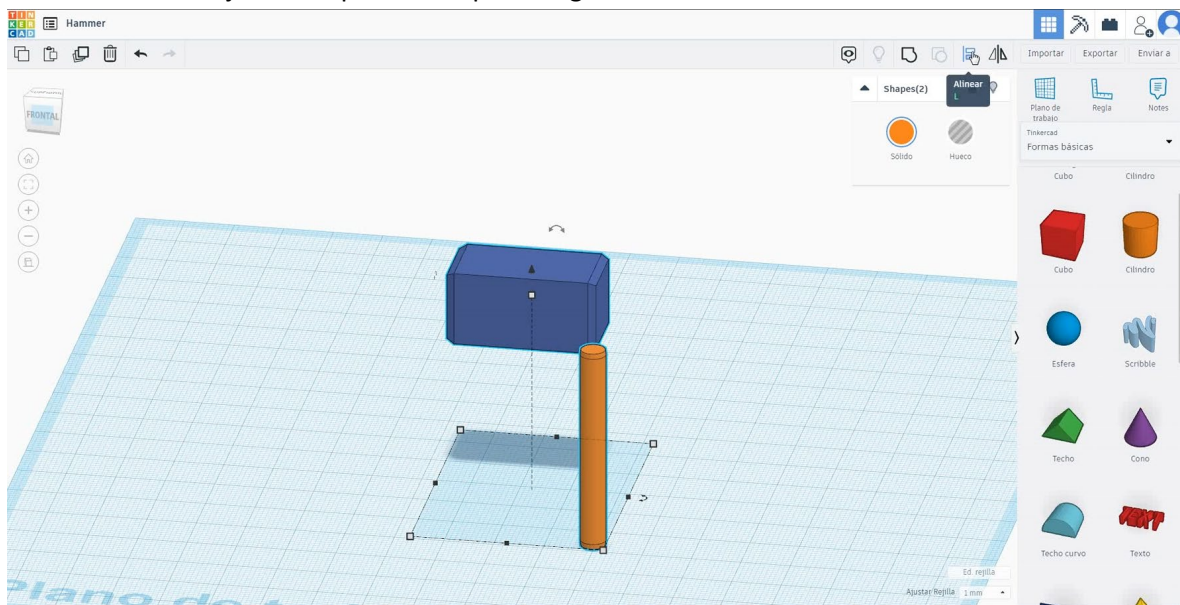 TIN
KER
CAD
Hammer
Importar
Exportar
Enviar a
Alinear
L
Shapes(2)
Sólido
Hueco
FRONTAL
Plano de
trabajo
Regla
Notes
Tinkercad
Formas básicas
Cubo
Cilindro
Cubo
Cilindro
Esfera
Scribble
Techo
Cono
TEXT
Techo curvo
Texto
Ed. rejilla
Ajustar Rejilla 1 mm
Plano de